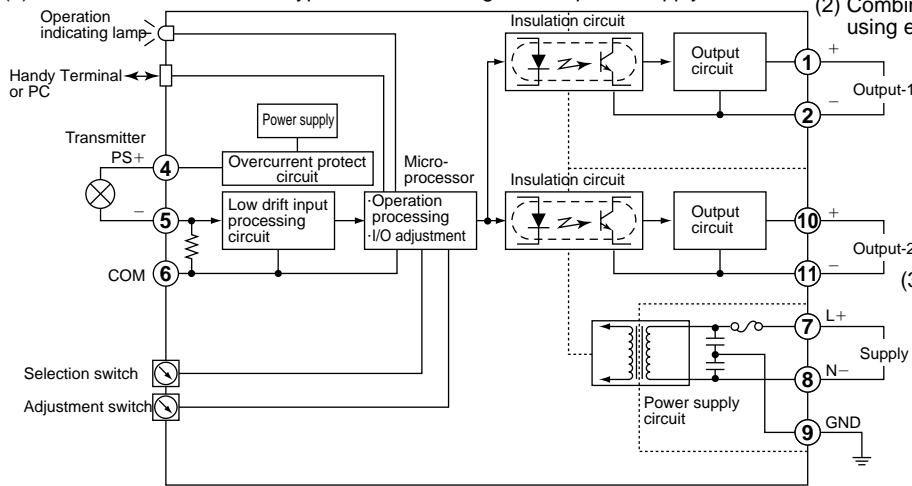 (2) Combin
using e
Operation
indicating lamp
Handy Terminal
or PC
Transmitter
PS+
4
−
5
COM
6
Power supply
Overcurrent protect
circuit
Low drift input
processing
circuit
Micro-
processor
·Operation
processing
·I/O adjustment
Selection switch
Adjustment switch
Insulation circuit
Output
circuit
1
+
2
−
Output-1
Insulation circuit
Output
circuit
10
+
11
−
Output-2
(3
7
L+
8
N−
Supply
Power supply
circuit
9
GND